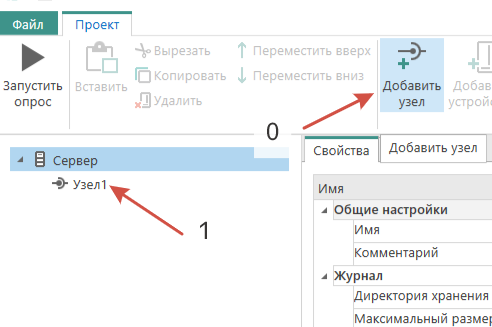 Файл
Проект
Запустить опрос
Вставить
Вырезать
Копировать
Удалить
Переместить вверх
Переместить вниз
Добавить узел
Добавить
устрой
0
Сервер
Узел1
1
Свойства
Добавить узел
Имя
Общие настройки
Имя
Комментарий
Журнал
Директория хранения
Максимальный размер